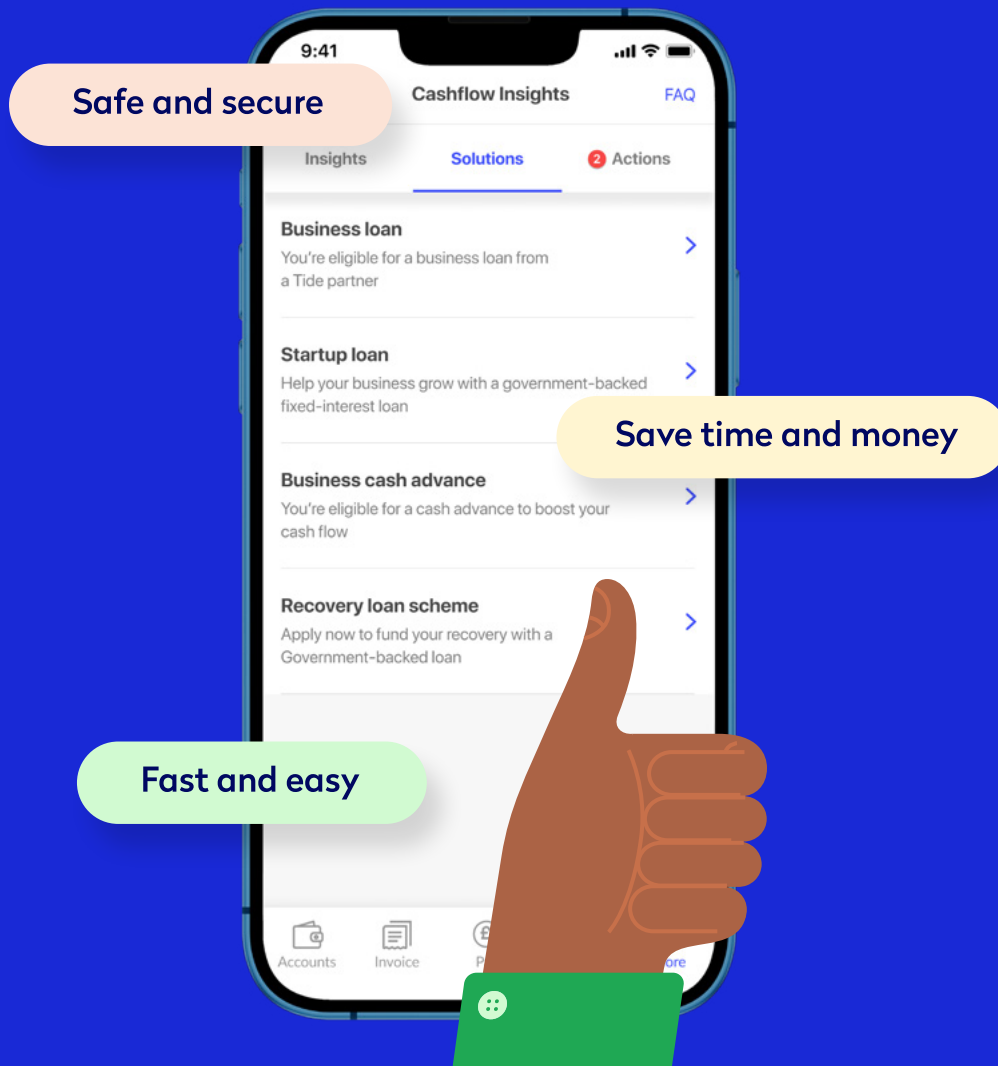 9:41
Safe and secure
Cashflow Insights
FAQ
Insights
Solutions
2 Actions
Business loan
You're eligible for a business loan from
a Tide partner
Startup loan
Help your business grow with a government-backed
fixed-interest loan
Save time and money
Business cash advance
You're eligible for a cash advance to boost your
cash flow
Recovery loan scheme
Apply now to fund your recovery with a
Government-backed loan
Fast and easy
Accounts
Invoice